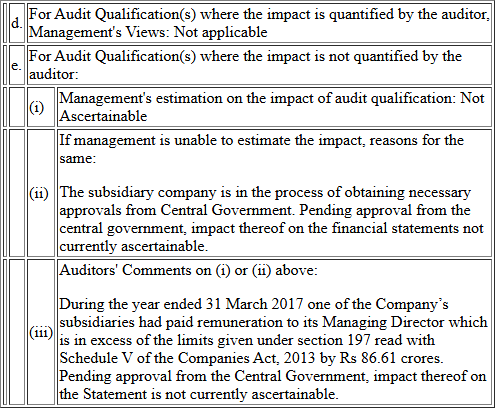 d. For Audit Qualification(s) where the impact is quantified by the auditor,
Management's Views: Not applicable
e. For Audit Qualification(s) where the impact is not quantified by the
auditor:
(i) Management's estimation on the impact of audit qualification: Not
Ascertainable
If management is unable to estimate the impact, reasons for the
same:
(ii) The subsidiary company is in the process of obtaining necessary
approvals from Central Government. Pending approval from the
central government, impact thereof on the financial statements not
currently ascertainable.
Auditors' Comments on (i) or (ii) above:
During the year ended 31 March 2017 one of the Company’s
subsidiaries had paid remuneration to its Managing Director which
(iii) is in excess of the limits given under section 197 read with
Schedule V of the Companies Act, 2013 by Rs 86.61 crores.
Pending approval from the Central Government, impact thereof on
the Statement is not currently ascertainable.